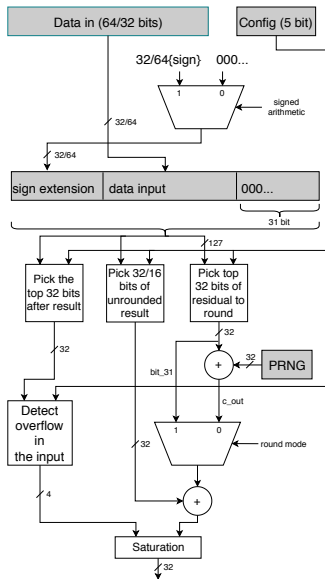 Data in (64/32 bits)
Config (5 bit)
32/64{sign}
000...
1
0
signed
arithmetic
32/64
32/64
sign extension
data input
000...
31 bit
127
Pick the
top 32 bits
after result
Pick 32/16
bits of
unrounded
result
Pick top
32 bits of
residual to
round
32
32
+
32
PRNG
bit_31
c_out
Detect
overflow
in
the input
1
0
round mode
32
4
+
Saturation
32